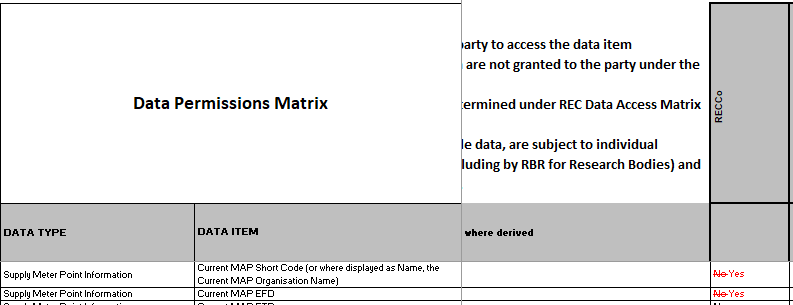 party to access the data item
are not granted to the party under the
Data Permissions Matrix
termined under REC Data Access Matrix
le data, are subject to individual
luding by RBR for Research Bodies) and
RECCo
DATA TYPE
DATA ITEM
where derived
Supply Meter Point Information
Current MAP Short Code (or where displayed as Name, the
Current MAP Organisation Name)
No Yes
Supply Meter Point Information
Current MAP EFD
No Yes